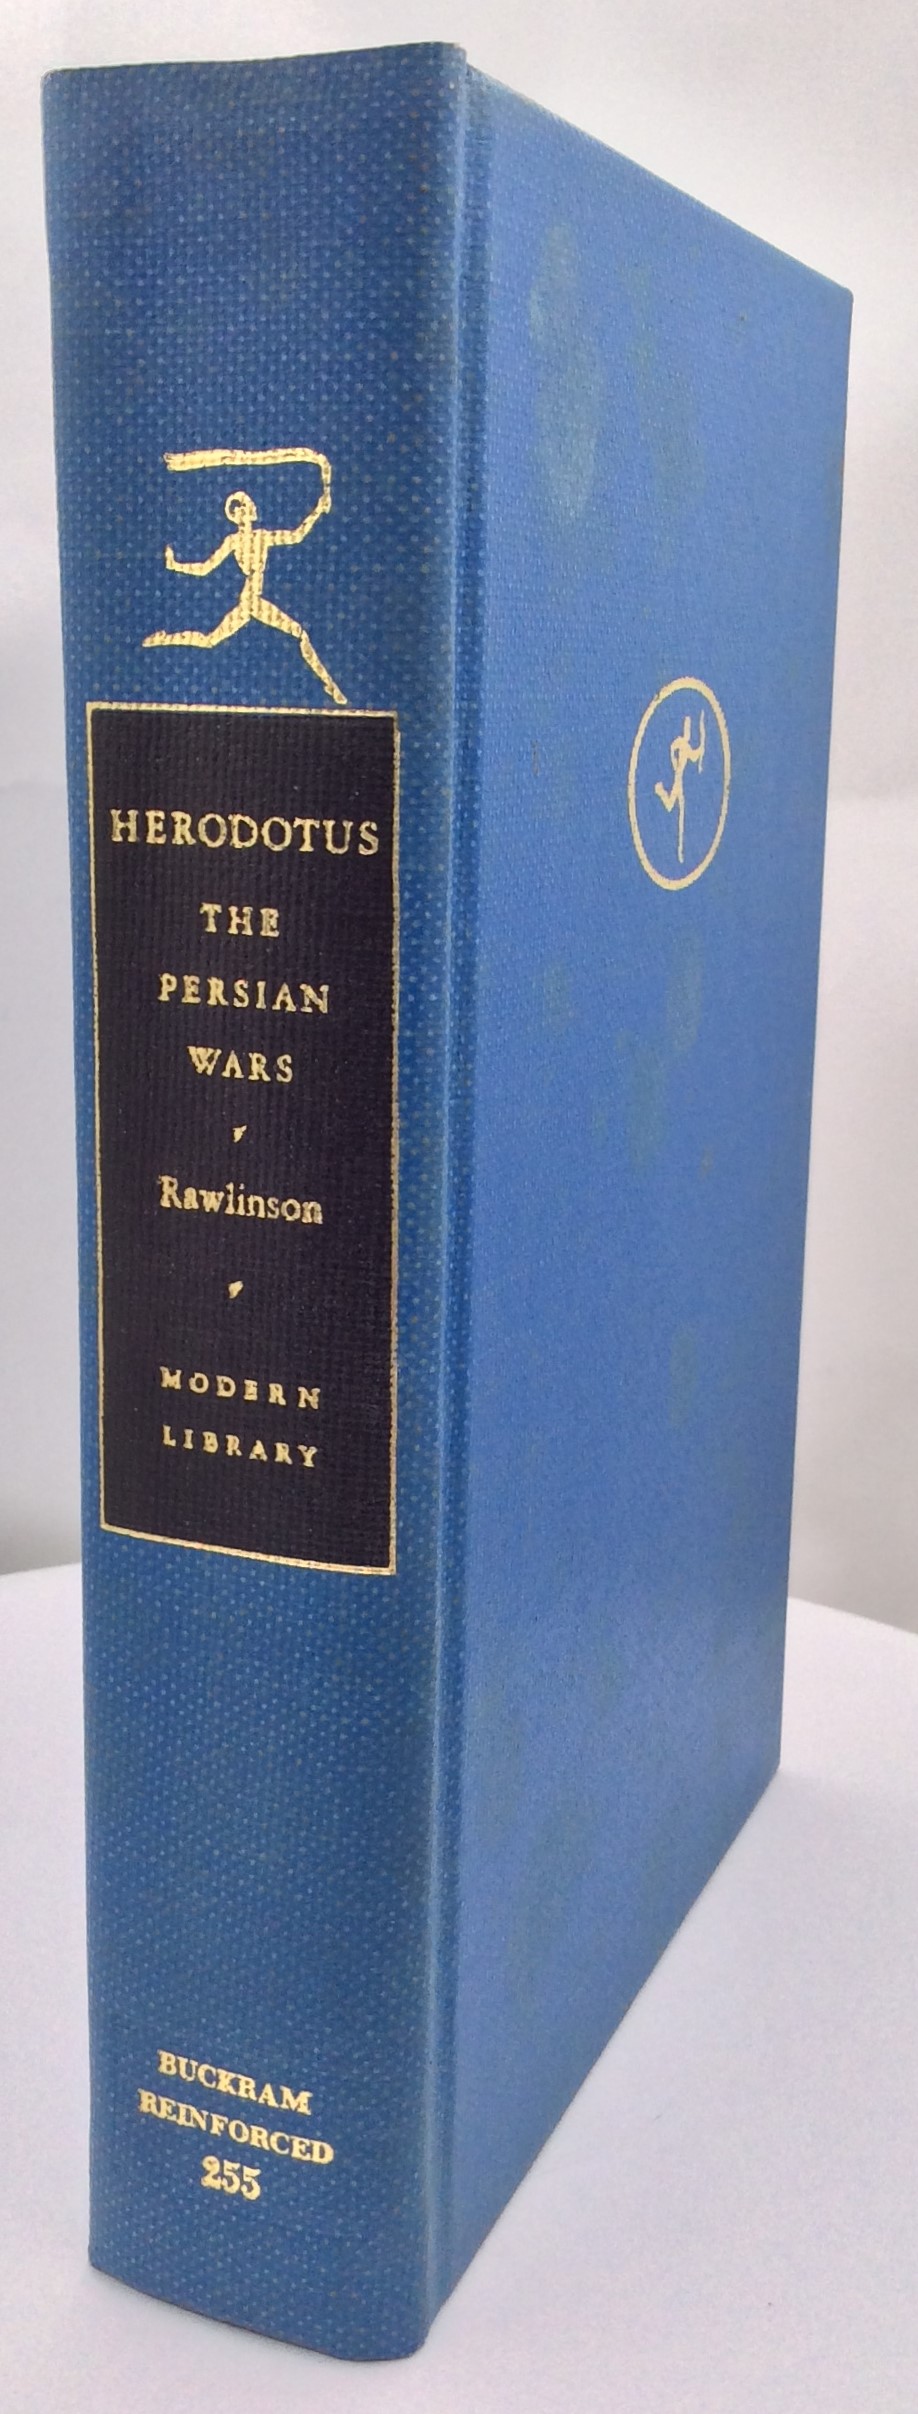 HERODOTUS
THE
PERSIAN
WARS
Rawlinson
MODERN
LIBRARY
BUCKRAM
REINFORCED
255